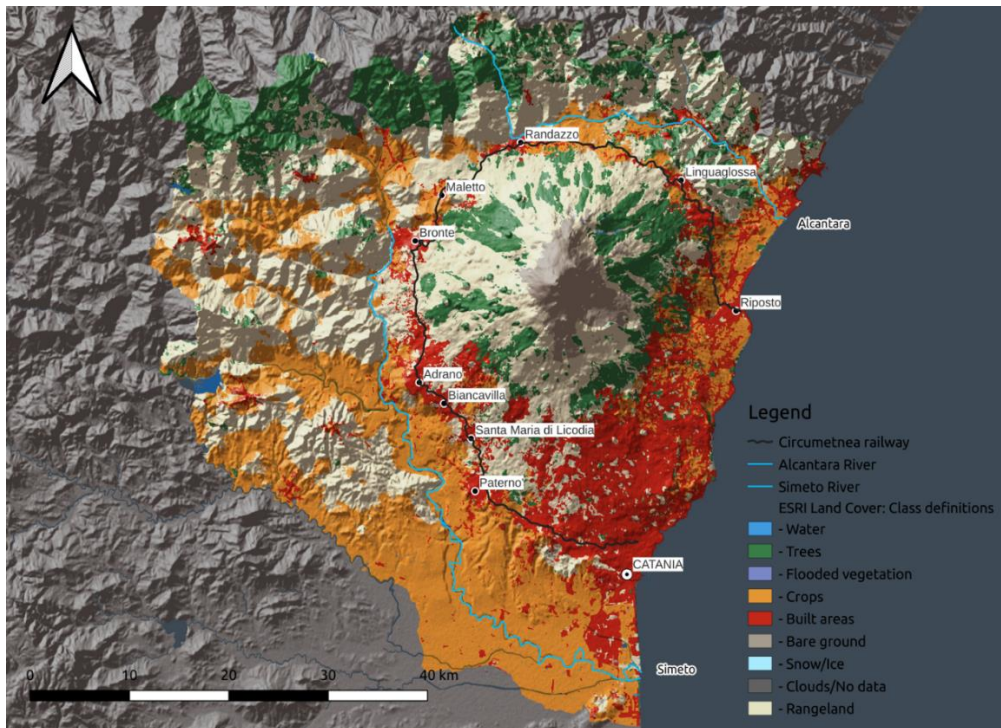 Randazzo
Linguaglossa
Maletto
Alcantara
Bronte
Riposto
Adrano
Biancavilla
Santa Maria di Licodia
Paterno'
CATANIA
Simeto
Legend
Circumetnea railway
Alcantara River
Simeto River
ESRI Land Cover: Class definitions
- Water
- Trees
- Flooded vegetation
- Crops
- Built areas
- Bare ground
- Snow/Ice
- Clouds/No data
- Rangeland
0 10 20 30 40 km